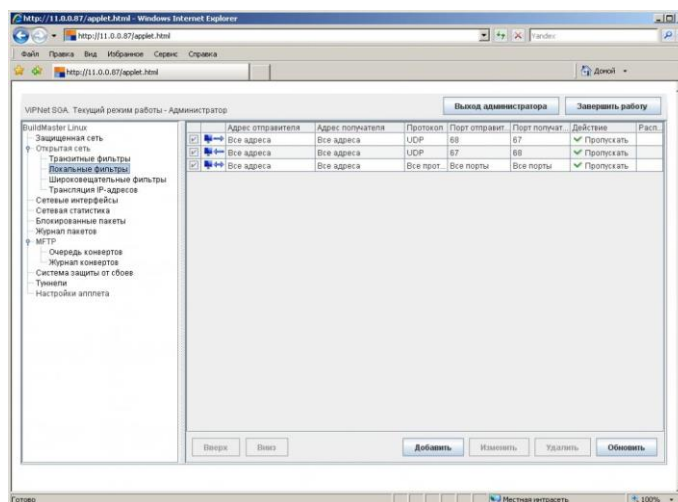 http://11.0.0.87/applet.html - Windows Internet Explorer
http://11.0.0.87/applet.html
Yandex
Файл Правка Вид Избранное Сервис Справка
http://11.0.0.87/applet.html
Домой
ViPNet SGA. Текущий режим работы - Администратор
Выход администратора
Завершить работу
BuildMaster Linux
Защищенная сеть
Открытая сеть
Транзитные фильтры
Локальные фильтры
Широковещательные фильтры
Трансляция IP-адресов
Сетевые интерфейсы
Сетевая статистика
Блокированные пакеты
Журнал пакетов
MFTP
Очередь конвертов
Журнал конвертов
Система защиты от сбоев
Туннели
Настройки апплета
Адрес отправителя Адрес получателя Протокол Порт отправит... Порт получат... Действие Расп...
Все адреса Все адреса UDP 68 67 Пропускать
Все адреса Все адреса UDP 67 68 Пропускать
Все адреса Все адреса Все прот... Все порты Все порты Пропускать
Вверх Вниз Добавить Изменить Удалить Обновить
Готово
Местная интрасеть
100%